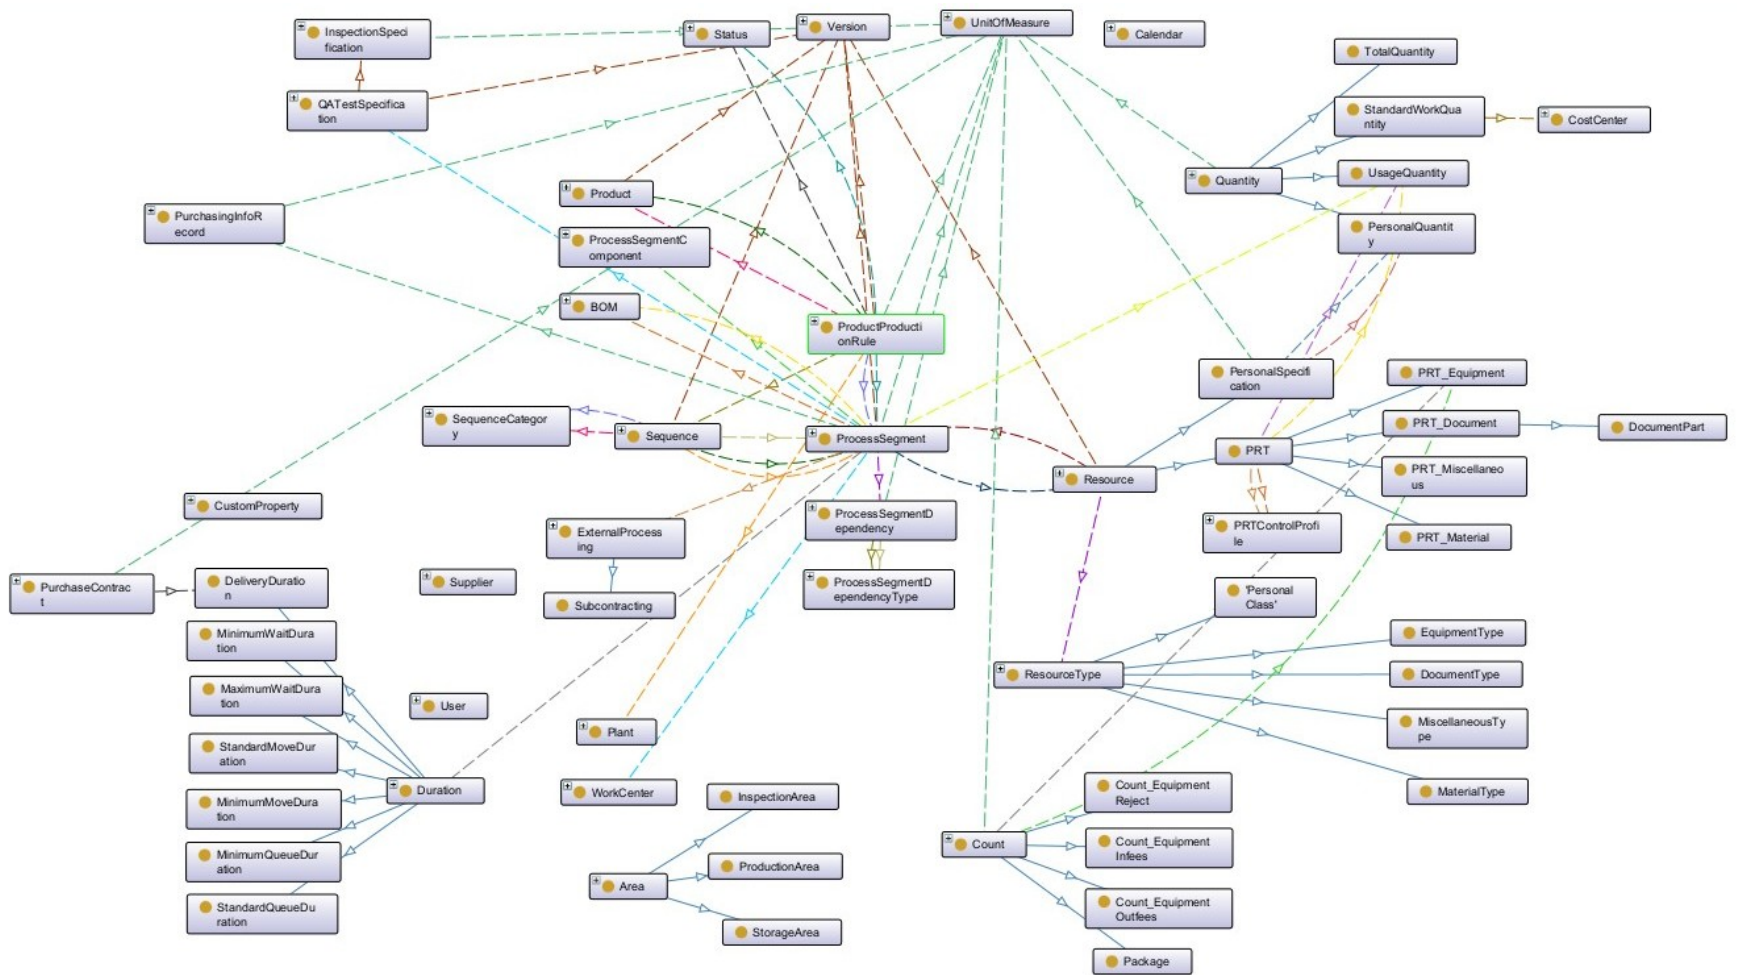 InspectionSpeci
fication
Status
Version
UnitOfMeasure
Calendar
TotalQuantity
QATestSpecifica
tion
StandardWorkQua
ntity
CostCenter
Product
Quantity
UsageQuantity
PurchasingInfoR
ecord
ProcessSegmentC
omponent
PersonalQuantit
y
BOM
ProductProducti
onRule
PersonalSpecifi
cation
PRT_Equipment
SequenceCategor
y
Sequence
ProcessSegment
PRT
PRT_Document
DocumentPart
Resource
PRT_Miscellaneo
us
CustomProperty
ExternalProcess
ing
ProcessSegmentD
ependency
PRTControlProfi
le
PRT_Material
PurchaseContrac
t
DeliveryDuratio
n
Supplier
Subcontracting
ProcessSegmentD
ependencyType
'Personal
Class'
MinimumWaitDura
tion
EquipmentType
MaximumWaitDura
tion
User
ResourceType
DocumentType
StandardMoveDur
ation
Plant
MiscellaneousTy
pe
Duration
WorkCenter
InspectionArea
Count_Equipment
Reject
MaterialType
MinimumMoveDura
tion
MinimumQueueDur
ation
Area
ProductionArea
Count
Count_Equipment
Infees
StandardQueueDu
ration
StorageArea
Count_Equipment
Outfees
Package